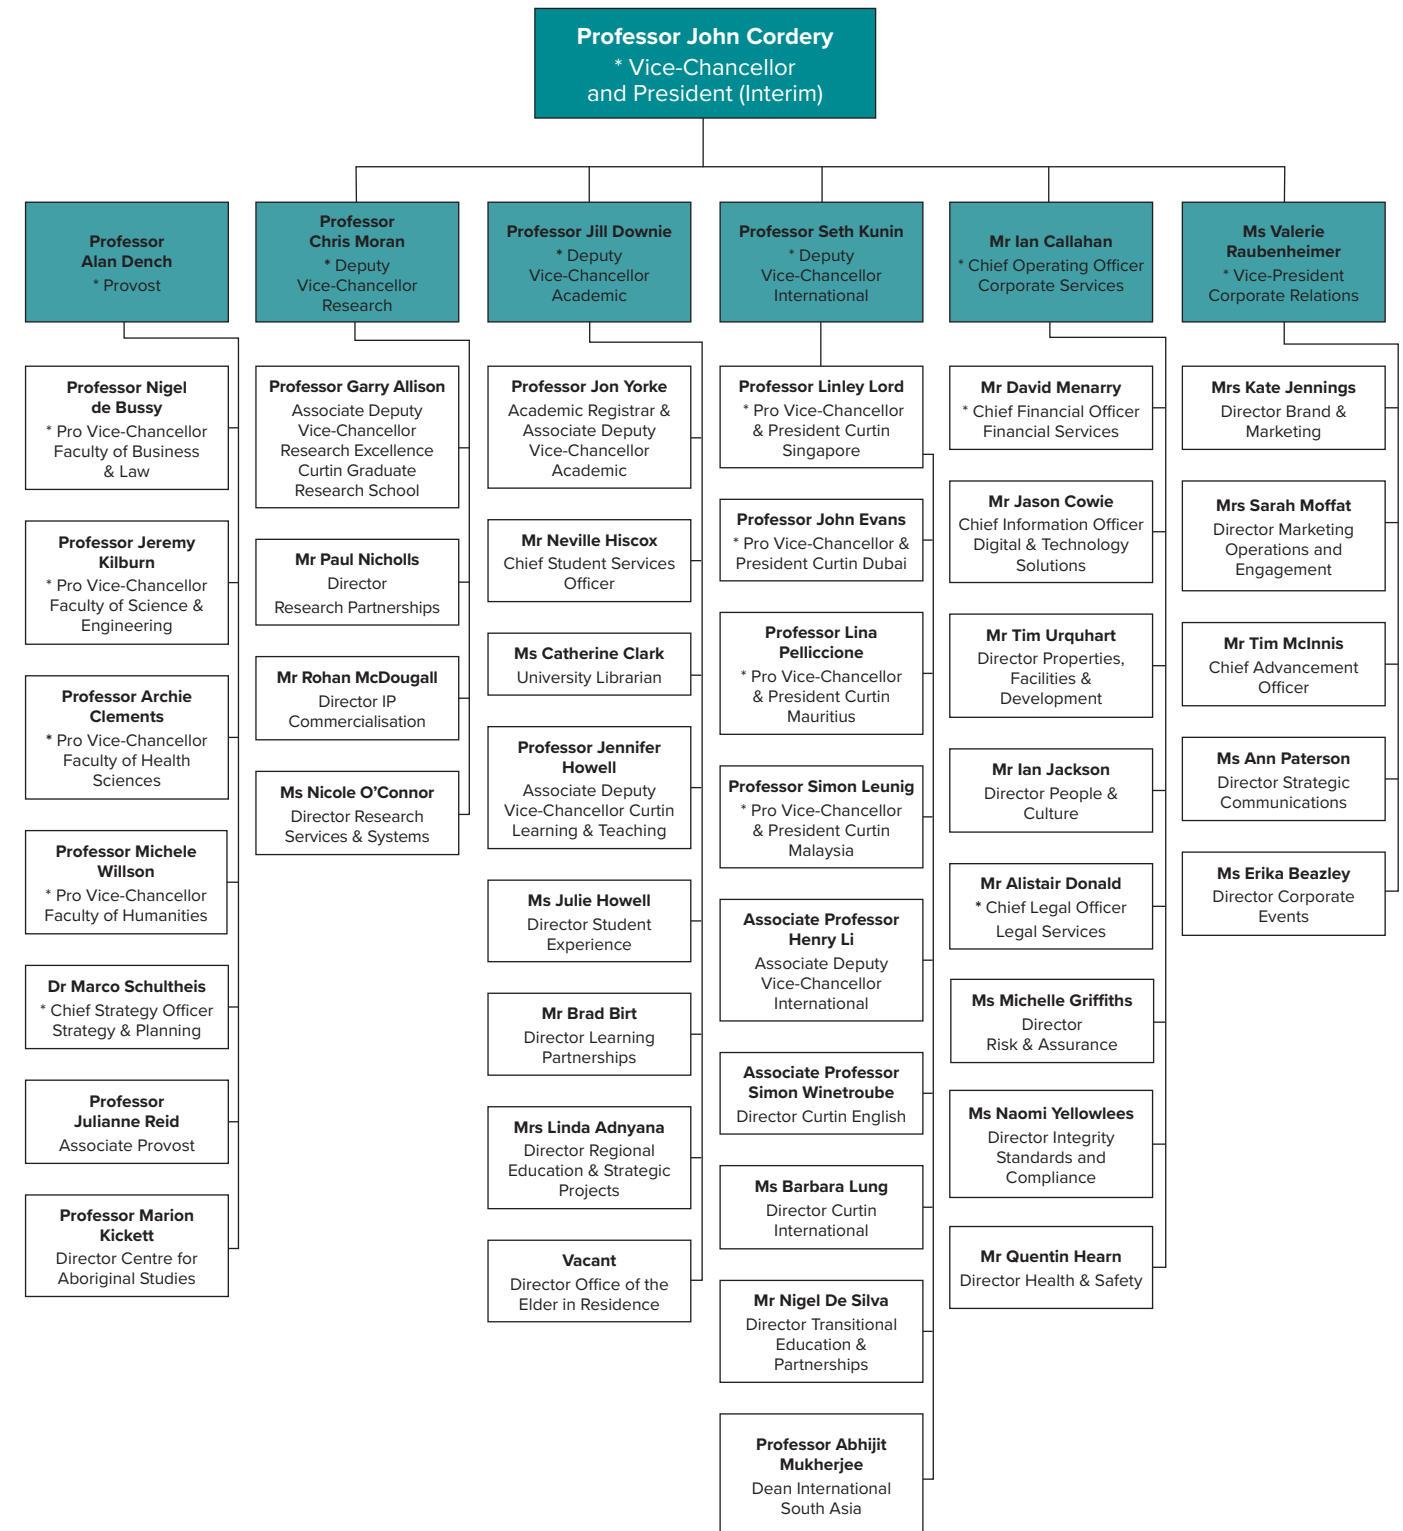 Professor John Cordery
* Vice-Chancellor
and President (Interim)
Professor
Alan Dench
* Provost
Professor Nigel
de Bussy
* Pro Vice-Chancellor
Faculty of Business
& Law
Professor Jeremy
Kilburn
* Pro Vice-Chancellor
Faculty of Science &
Engineering
Professor Archie
Clements
* Pro Vice-Chancellor
Faculty of Health
Sciences
Professor Michele
Willson
* Pro Vice-Chancellor
Faculty of Humanities
Dr Marco Schultheis
* Chief Strategy Officer
Strategy & Planning
Professor
Julianne Reid
Associate Provost
Professor Marion
Kickett
Director Centre for
Aboriginal Studies
Professor
Chris Moran
* Deputy
Vice-Chancellor
Research
Professor Garry Allison
Associate Deputy
Vice-Chancellor
Research Excellence
Curtin Graduate
Research School
Mr Paul Nicholls
Director
Research Partnerships
Mr Rohan McDougall
Director IP
Commercialisation
Ms Nicole O’Connor
Director Research
Services & Systems
Professor Jill Downie
* Deputy
Vice-Chancellor
Academic
Professor Jon Yorke
Academic Registrar &
Associate Deputy
Vice-Chancellor
Academic
Mr Neville Hiscox
Chief Student Services
Officer
Ms Catherine Clark
University Librarian
Professor Jennifer
Howell
Associate Deputy
Vice-Chancellor Curtin
Learning & Teaching
Ms Julie Howell
Director Student
Experience
Mr Brad Birt
Director Learning
Partnerships
Mrs Linda Adnyana
Director Regional
Education & Strategic
Projects
Vacant
Director Office of the
Elder in Residence
Professor Seth Kunin
* Deputy
Vice-Chancellor
International
Professor Linley Lord
* Pro Vice-Chancellor
& President Curtin
Singapore
Professor John Evans
* Pro Vice-Chancellor &
President Curtin Dubai
Professor Lina
Pelliccione
* Pro Vice-Chancellor
& President Curtin
Mauritius
Professor Simon Leunig
* Pro Vice-Chancellor
& President Curtin
Malaysia
Associate Professor
Henry Li
Associate Deputy
Vice-Chancellor
International
Associate Professor
Simon Winetroube
Director Curtin English
Ms Barbara Lung
Director Curtin
International
Mr Nigel De Silva
Director Transitional
Education &
Partnerships
Professor Abhijit
Mukherjee
Dean International
South Asia
Mr Ian Callahan
* Chief Operating Officer
Corporate Services
Mr David Menarry
* Chief Financial Officer
Financial Services
Mr Jason Cowie
Chief Information Officer
Digital & Technology
Solutions
Mr Tim Urquhart
Director Properties,
Facilities &
Development
Mr Ian Jackson
Director People &
Culture
Mr Alistair Donald
* Chief Legal Officer
Legal Services
Ms Michelle Griffiths
Director
Risk & Assurance
Ms Naomi Yellowlees
Director Integrity
Standards and
Compliance
Mr Quentin Hearn
Director Health & Safety
Ms Valerie
Raubenheimer
* Vice-President
Corporate Relations
Mrs Kate Jennings
Director Brand &
Marketing
Mrs Sarah Moffat
Director Marketing
Operations and
Engagement
Mr Tim McInnis
Chief Advancement
Officer
Ms Ann Paterson
Director Strategic
Communications
Ms Erika Beazley
Director Corporate
Events